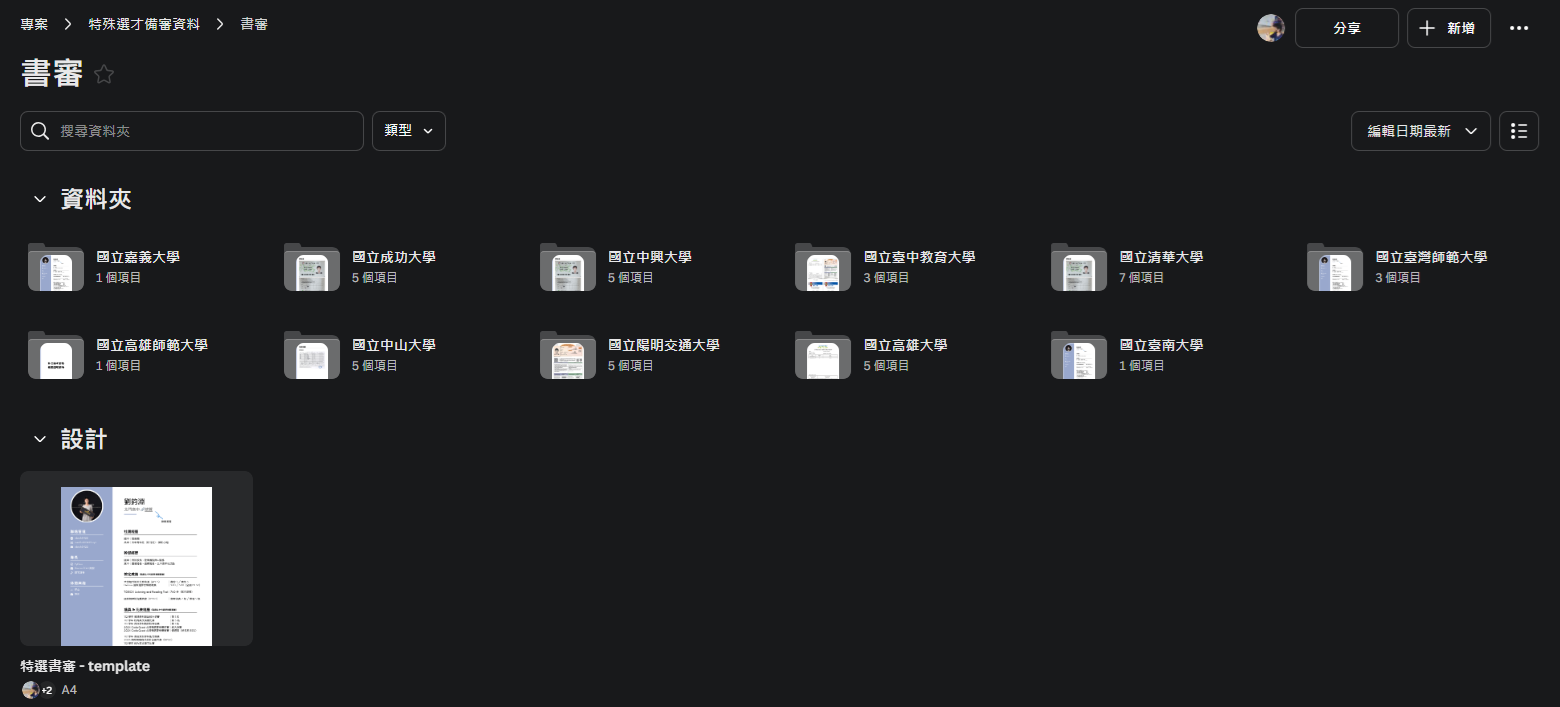 專案 > 特殊選才備審資料 > 書審
分享
新增
書審
搜尋資料夾
類型
編輯日期最新
資料夾
國立嘉義大學
1 個項目
國立成功大學
5 個項目
國立中興大學
5 個項目
國立臺中教育大學
3 個項目
國立清華大學
7 個項目
國立臺灣師範大學
3 個項目
國立高雄師範大學
1 個項目
國立中山大學
5 個項目
國立陽明交通大學
5 個項目
國立高雄大學
5 個項目
國立臺南大學
1 個項目
設計
特選書審 - template
+2 A4